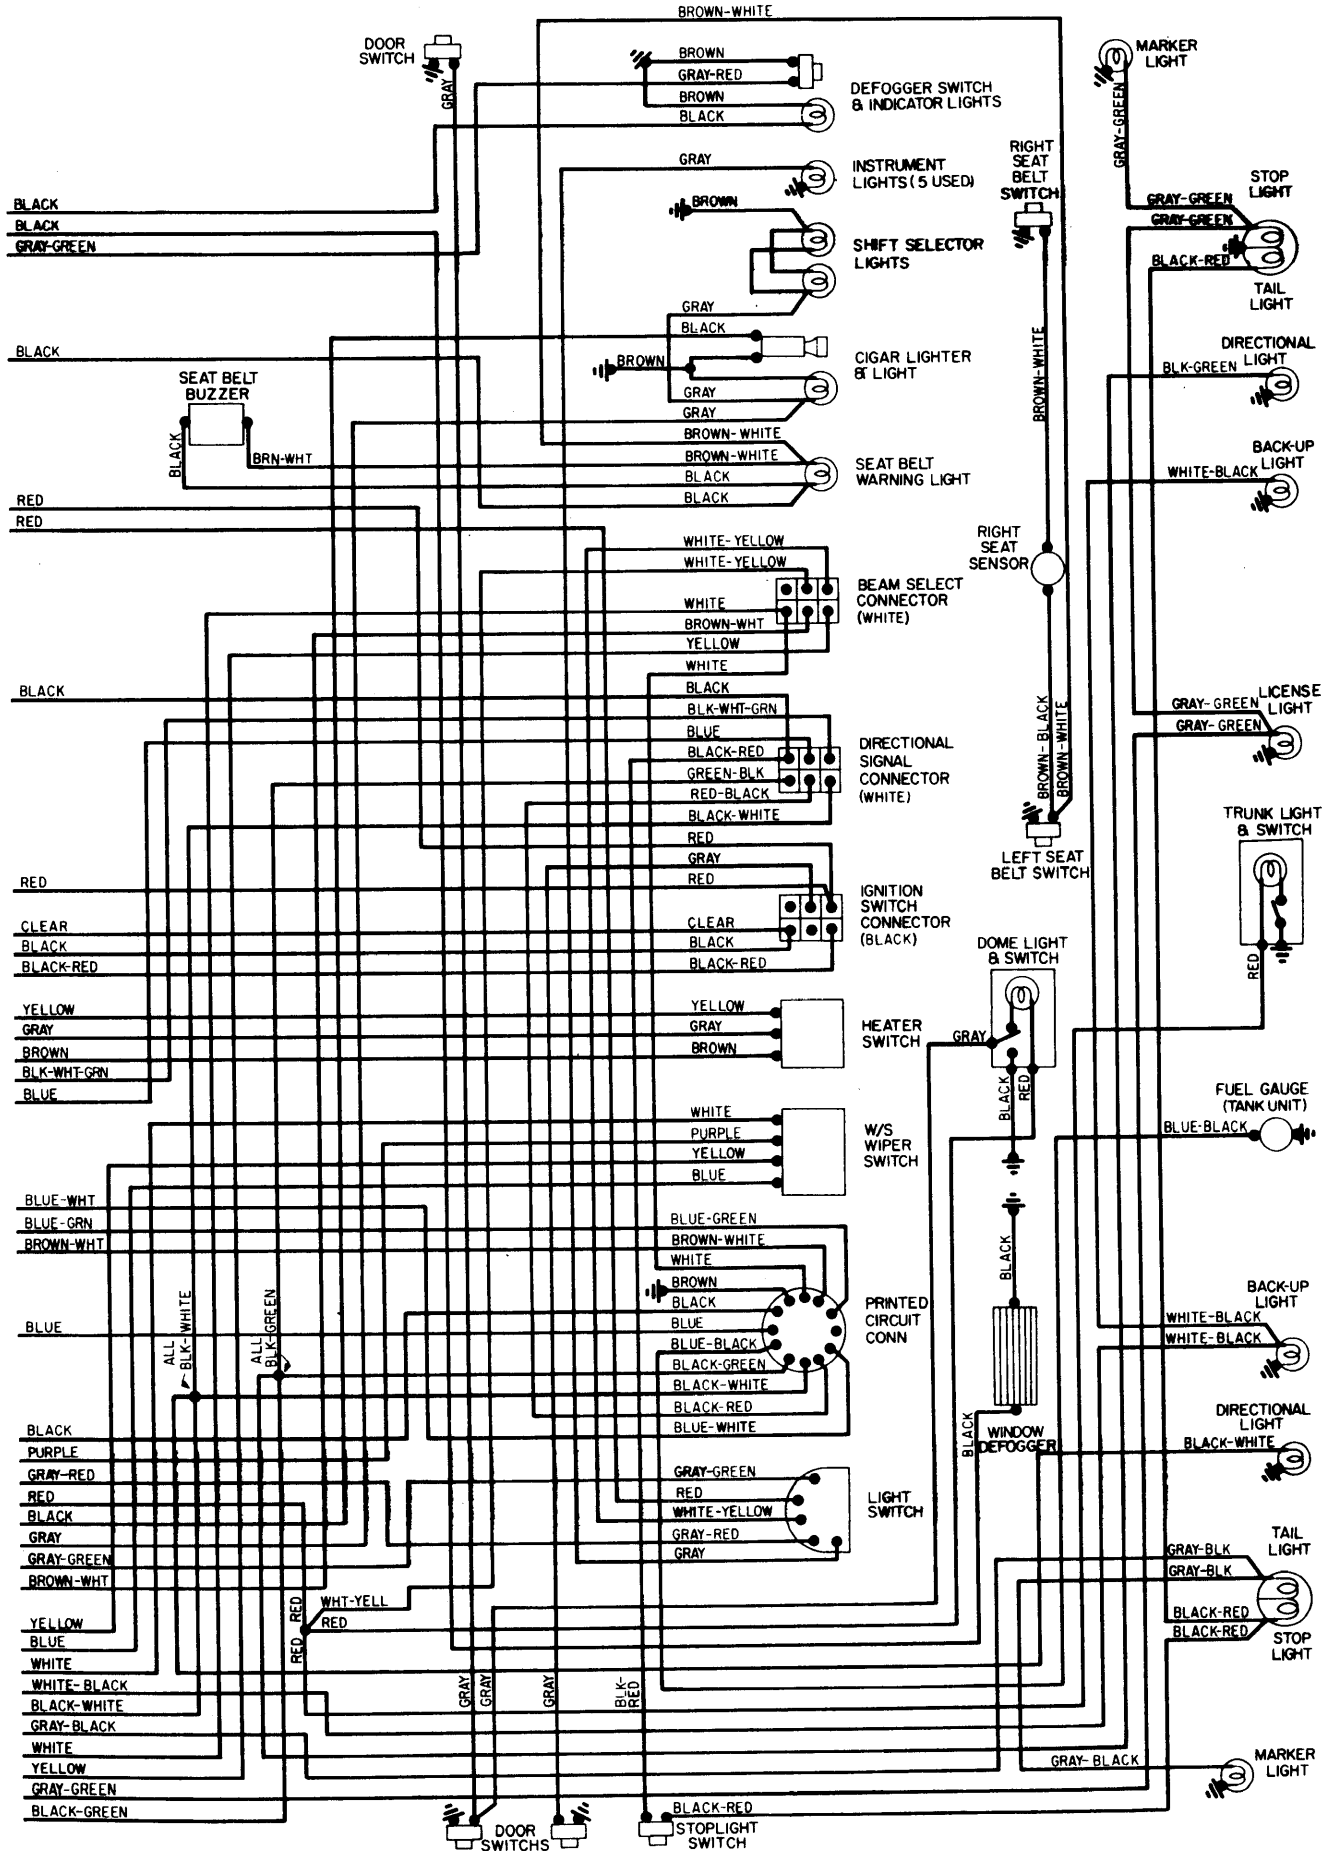 BROWN-WHITE
DOOR
SWITCH
GRAY
BROWN
GRAY-RED
BROWN
BLACK
DEFOGGER SWITCH
& INDICATOR LIGHTS
MARKER
LIGHT
GRAY-GREEN
GRAY
INSTRUMENT
LIGHTS (5 USED)
RIGHT
SEAT
BELT
SWITCH
STOP
LIGHT
GRAY-GREEN
GRAY-GREEN
BLACK-RED
TAIL
LIGHT
BLACK
BLACK
GRAY-GREEN
BROWN
SHIFT SELECTOR
LIGHTS
GRAY
BLACK
BLACK
BROWN
CIGAR LIGHTER
& LIGHT
GRAY
GRAY
BROWN-WHITE
DIRECTIONAL
LIGHT
BLK-GREEN
SEAT BELT
BUZZER
BLACK
BRN-WHT
BROWN-WHITE
BROWN-WHITE
BLACK
BLACK
SEAT BELT
WARNING LIGHT
BACK-UP
LIGHT
WHITE-BLACK
RED
RED
WHITE-YELLOW
WHITE-YELLOW
WHITE
BROWN-WHT
YELLOW
WHITE
BEAM SELECT
CONNECTOR
(WHITE)
RIGHT
SEAT
SENSOR
BLACK
BLACK
BLK-WHT-GRN
BLUE
BLACK-RED
GREEN-BLK
RED-BLACK
BLACK-WHITE
DIRECTIONAL
SIGNAL
CONNECTOR
(WHITE)
BROWN-BLACK
BROWN-WHITE
LICENSE
LIGHT
GRAY-GREEN
GRAY-GREEN
LEFT SEAT
BELT SWITCH
TRUNK LIGHT
& SWITCH
RED
RED
GRAY
RED
CLEAR
BLACK
BLACK-RED
IGNITION
SWITCH
CONNECTOR
(BLACK)
RED
CLEAR
BLACK
BLACK-RED
DOME LIGHT
& SWITCH
GRAY
BLACK
RED
YELLOW
GRAY
BROWN
BLK-WHT-GRN
BLUE
YELLOW
GRAY
BROWN
HEATER
SWITCH
WHITE
PURPLE
YELLOW
BLUE
W/S
WIPER
SWITCH
FUEL GAUGE
(TANK UNIT)
BLUE-BLACK
BLUE-WHT
BLUE-GRN
BROWN-WHT
BLUE-GREEN
BROWN-WHITE
WHITE
BROWN
BLACK
BLUE
BLUE-BLACK
BLACK-GREEN
BLACK-WHITE
BLACK-RED
BLUE-WHITE
PRINTED
CIRCUIT
CONN
BLACK
BLUE
ALL
BLK-WHITE
ALL
BLK-GREEN
BACK-UP
LIGHT
WHITE-BLACK
WHITE-BLACK
WINDOW
DEFOGGER
BLACK
DIRECTIONAL
LIGHT
BLACK-WHITE
BLACK
PURPLE
GRAY-RED
RED
BLACK
GRAY
GRAY-GREEN
BROWN-WHT
GRAY-GREEN
RED
WHITE-YELLOW
GRAY-RED
GRAY
LIGHT
SWITCH
TAIL
LIGHT
GRAY-BLK
GRAY-BLK
BLACK-RED
BLACK-RED
STOP
LIGHT
RED
WHT-YELL
RED
RED
YELLOW
BLUE
WHITE
WHITE-BLACK
BLACK-WHITE
GRAY-BLACK
WHITE
YELLOW
GRAY-GREEN
BLACK-GREEN
GRAY
GRAY
GRAY
BLK-
RED
GRAY-BLACK
MARKER
LIGHT
DOOR
SWITCHS
BLACK-RED
STOPLIGHT
SWITCH